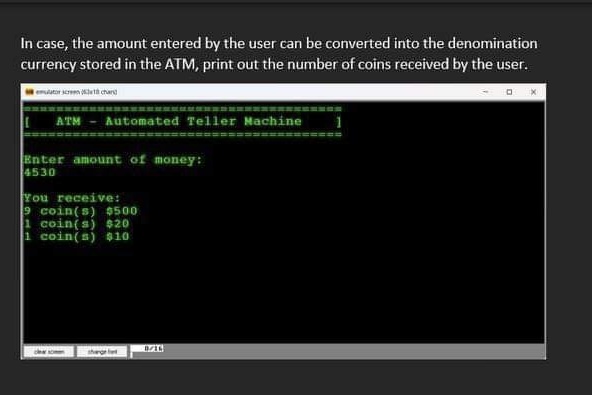 In case, the amount entered by the user can be converted into the denomination
currency stored in the ATM, print out the number of coins received by the user.
emulator screen (63x18 chars)
[ ATM - Automated Teller Machine ]
Enter amount of money:
4530
You receive:
9 coin(s) $500
1 coin(s) $20
1 coin(s) $10
clear screen change font 0/16